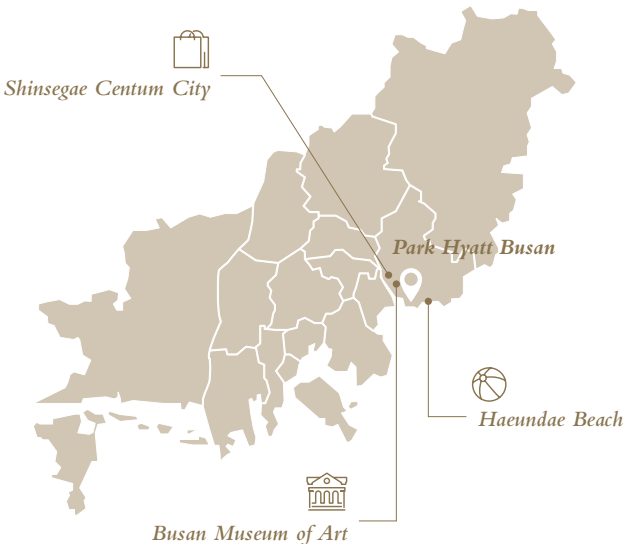 Shinsegae Centum City
Park Hyatt Busan
Haeundae Beach
Busan Museum of Art